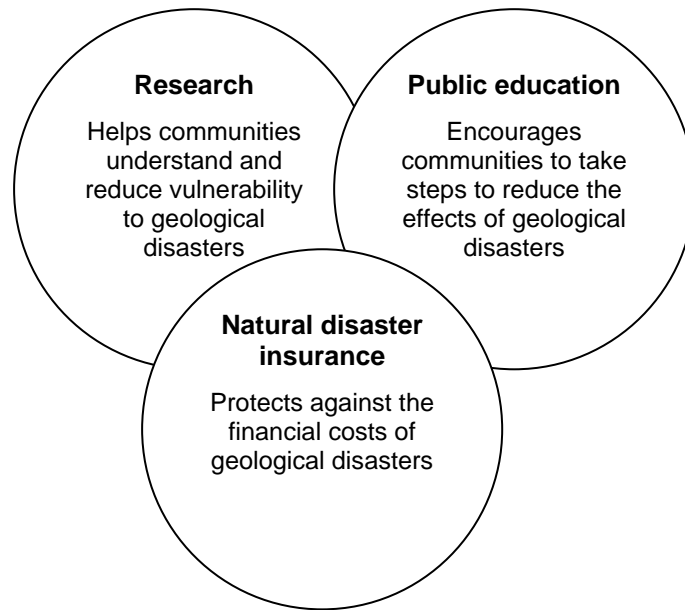 Research
Helps communities
understand and
reduce vulnerability
to geological
disasters
Public education
Encourages
communities to take
steps to reduce the
effects of geological
disasters
Natural disaster
insurance
Protects against the
financial costs of
geological disasters